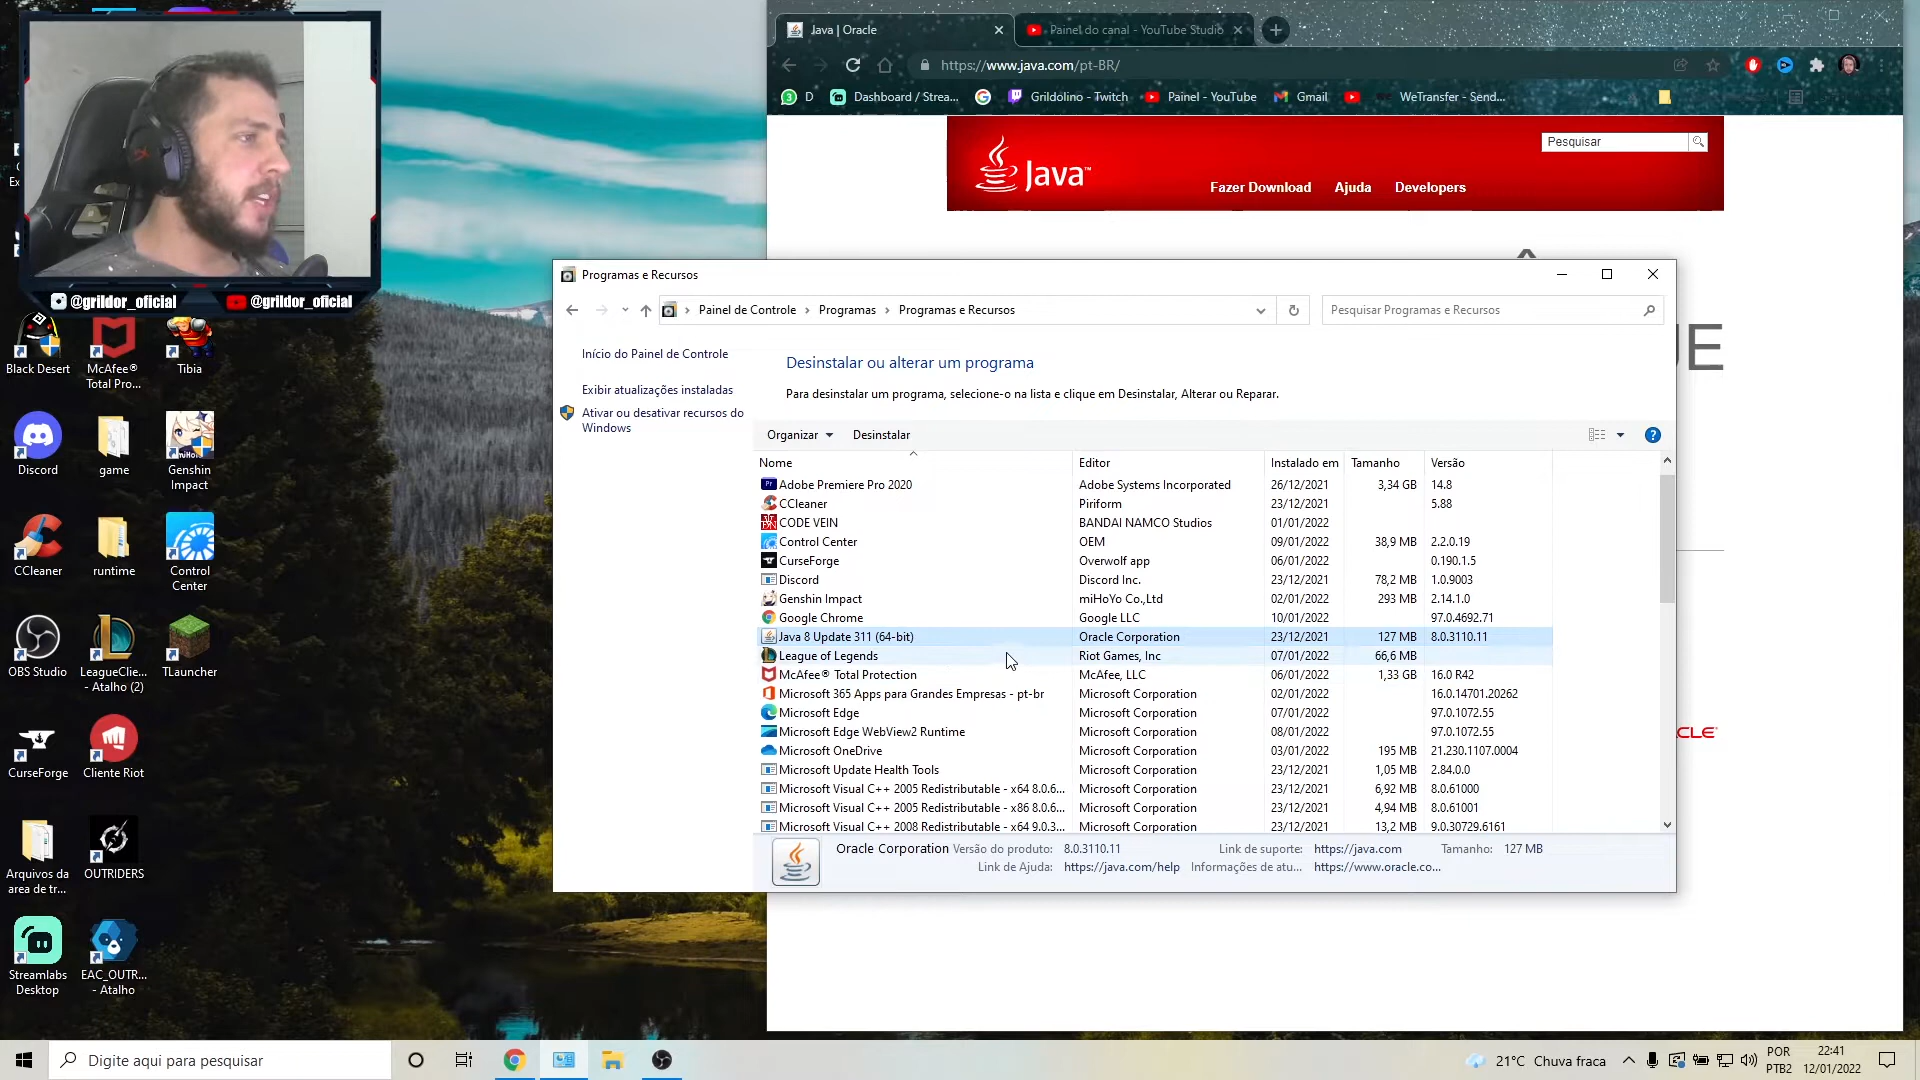 Java | Oracle
Painel do canal - YouTube Studio
https://www.java.com/pt-BR/
D
Dashboard / Strea...
Grildolino - Twitch
Painel - YouTube
Gmail
WeTransfer - Send...
Java™
Pesquisar
Fazer Download
Ajuda
Developers
@grildor_oficial
@grildor_oficial
Black Desert
McAfee®
Total Pro...
Tibia
Discord
game
Genshin
Impact
CCleaner
runtime
Control
Center
OBS Studio
LeagueClie...
- Atalho (2)
TLauncher
CurseForge
Cliente Riot
Arquivos da
area de tr...
OUTRIDERS
Streamlabs
Desktop
EAC_OUTR...
- Atalho
Programas e Recursos
Painel de Controle
Programas
Programas e Recursos
Pesquisar Programas e Recursos
Início do Painel de Controle
Exibir atualizações instaladas
Ativar ou desativar recursos do
Windows
Desinstalar ou alterar um programa
Para desinstalar um programa, selecione-o na lista e clique em Desinstalar, Alterar ou Reparar.
Organizar
Desinstalar
Nome Editor Instalado em Tamanho Versão
Adobe Premiere Pro 2020 Adobe Systems Incorporated 26/12/2021 3,34 GB 14.8
CCleaner Piriform 23/12/2021 5.88
CODE VEIN BANDAI NAMCO Studios 01/01/2022
Control Center OEM 09/01/2022 38,9 MB 2.2.0.19
CurseForge Overwolf app 06/01/2022 0.190.1.5
Discord Discord Inc. 23/12/2021 78,2 MB 1.0.9003
Genshin Impact miHoYo Co.,Ltd 02/01/2022 293 MB 2.14.1.0
Google Chrome Google LLC 10/01/2022 97.0.4692.71
Java 8 Update 311 (64-bit) Oracle Corporation 23/12/2021 127 MB 8.0.3110.11
League of Legends Riot Games, Inc 07/01/2022 66,6 MB
McAfee® Total Protection McAfee, LLC 06/01/2022 1,33 GB 16.0 R42
Microsoft 365 Apps para Grandes Empresas - pt-br Microsoft Corporation 02/01/2022 16.0.14701.20262
Microsoft Edge Microsoft Corporation 07/01/2022 97.0.1072.55
Microsoft Edge WebView2 Runtime Microsoft Corporation 08/01/2022 97.0.1072.55
Microsoft OneDrive Microsoft Corporation 03/01/2022 195 MB 21.230.1107.0004
Microsoft Update Health Tools Microsoft Corporation 23/12/2021 1,05 MB 2.84.0.0
Microsoft Visual C++ 2005 Redistributable - x64 8.0.6... Microsoft Corporation 23/12/2021 6,92 MB 8.0.61000
Microsoft Visual C++ 2005 Redistributable - x86 8.0.6... Microsoft Corporation 23/12/2021 4,94 MB 8.0.61001
Microsoft Visual C++ 2008 Redistributable - x64 9.0.3... Microsoft Corporation 23/12/2021 13,2 MB 9.0.30729.6161
Oracle Corporation Versão do produto: 8.0.3110.11 Link de suporte: https://java.com Tamanho: 127 MB
Link de Ajuda: https://java.com/help Informações de atu... https://www.oracle.co...
E
CLE
Digite aqui para pesquisar
21°C Chuva fraca
POR
PTB2
22:41
12/01/2022